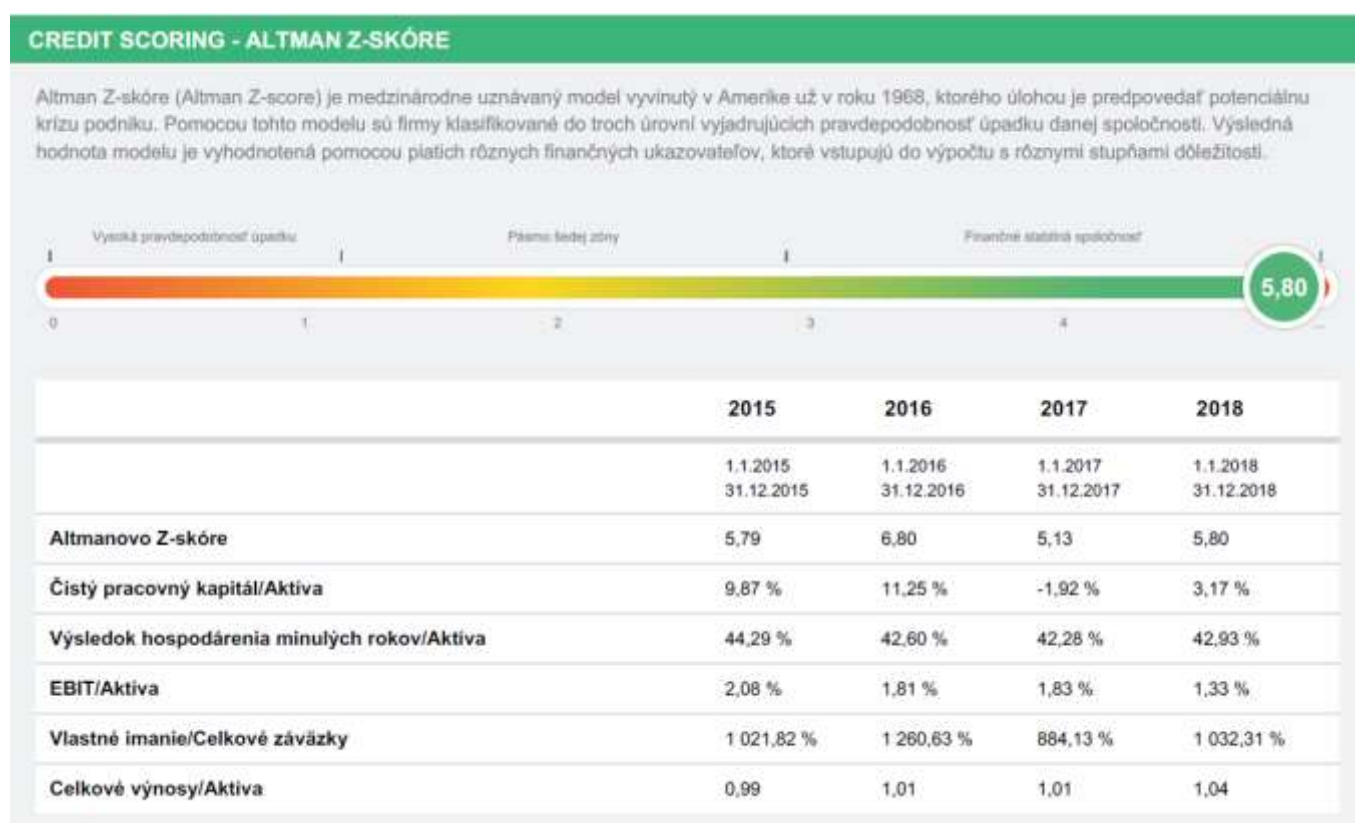 CREDIT SCORING - ALTMAN Z-SKÓRE
Altman Z-skóre (Altman Z-score) je medzinárodne uznávaný model vyvinutý v Amerike už v roku 1968, ktorého úlohou je predpovedať potenciálnu
krízu podniku. Pomocou tohto modelu sú firmy klasifikované do troch úrovní vyjadrujúcich pravdepodobnosť úpadku danej spoločnosti. Výsledná
hodnota modelu je vyhodnotená pomocou piatich rôznych finančných ukazovateľov, ktoré vstupujú do výpočtu s rôznymi stupňami dôležitosti.
Vysoká pravdepodobnosť úpadku Pásmo šedej zóny Finančne stabilná spoločnosť
5,80
0 1 2 3 4 ...
2015 2016 2017 2018
1.1.2015 1.1.2016 1.1.2017 1.1.2018
31.12.2015 31.12.2016 31.12.2017 31.12.2018
Altmanovo Z-skóre 5,79 6,80 5,13 5,80
Čistý pracovný kapitál/Aktíva 9,87 % 11,25 % -1,92 % 3,17 %
Výsledok hospodárenia minulých rokov/Aktíva 44,29 % 42,60 % 42,28 % 42,93 %
EBIT/Aktíva 2,08 % 1,81 % 1,83 % 1,33 %
Vlastné imanie/Celkové záväzky 1 021,82 % 1 260,63 % 884,13 % 1 032,31 %
Celkové výnosy/Aktíva 0,99 1,01 1,01 1,04